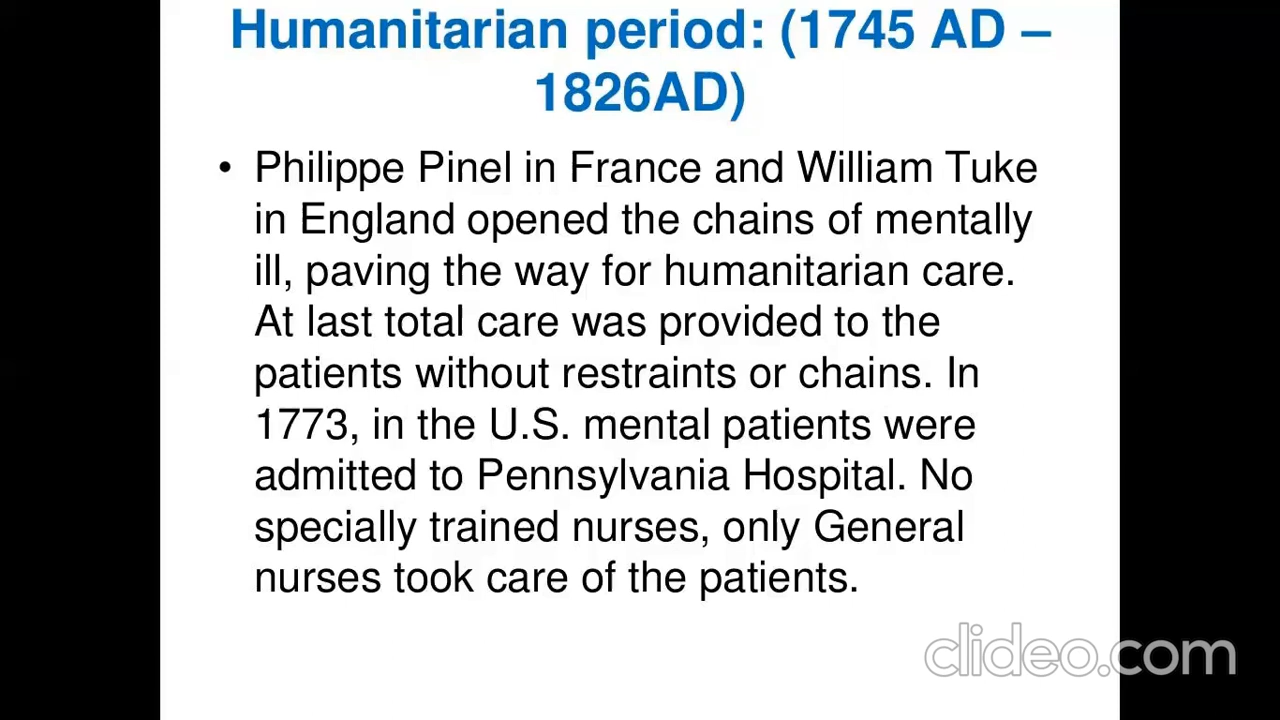 Humanitarian period: (1745 AD –
1826AD)
• Philippe Pinel in France and William Tuke
in England opened the chains of mentally
ill, paving the way for humanitarian care.
At last total care was provided to the
patients without restraints or chains. In
1773, in the U.S. mental patients were
admitted to Pennsylvania Hospital. No
specially trained nurses, only General
nurses took care of the patients.
clideo.com